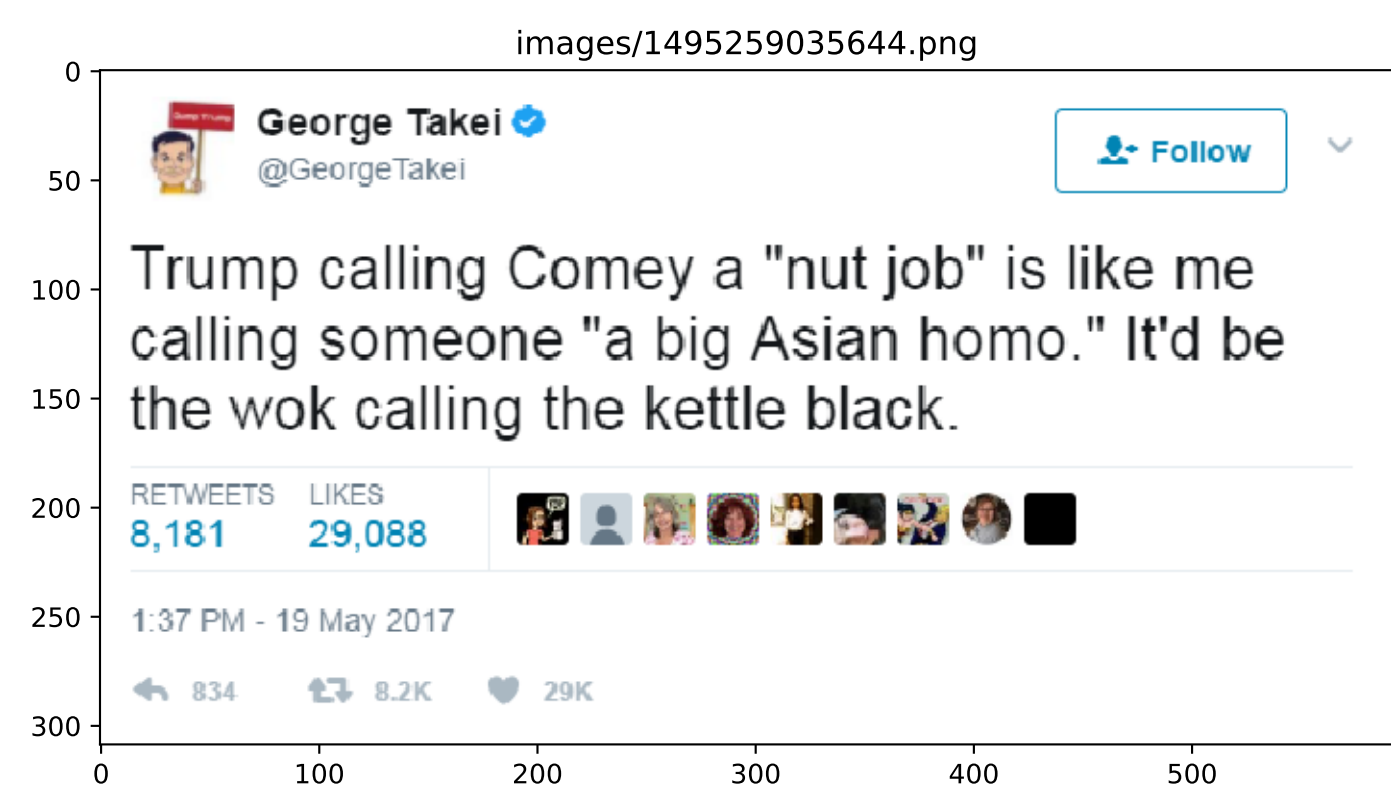 images/1495259035644.png
0
50
100
150
200
250
300
Dump Trump
George Takei
@GeorgeTakei
Follow
Trump calling Comey a "nut job" is like me
calling someone "a big Asian homo." It'd be
the wok calling the kettle black.
RETWEETS LIKES
8,181 29,088
1:37 PM - 19 May 2017
834 8.2K 29K
0 100 200 300 400 500